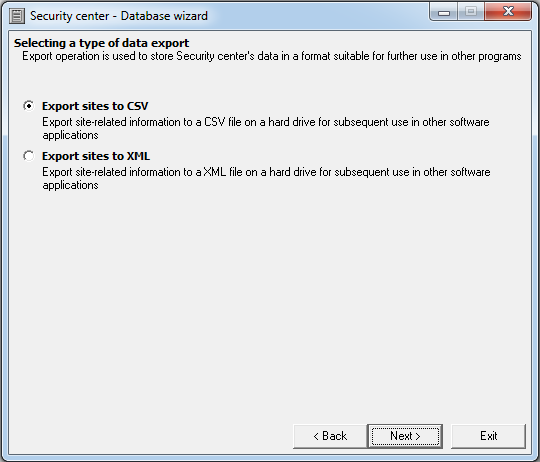 Security center - Database wizard
Selecting a type of data export
Export operation is used to store Security center's data in a format suitable for further use in other programs
Export sites to CSV
Export site-related information to a CSV file on a hard drive for subsequent use in other software
applications
Export sites to XML
Export site-related information to a XML file on a hard drive for subsequent use in other software
applications
< Back
Next >
Exit